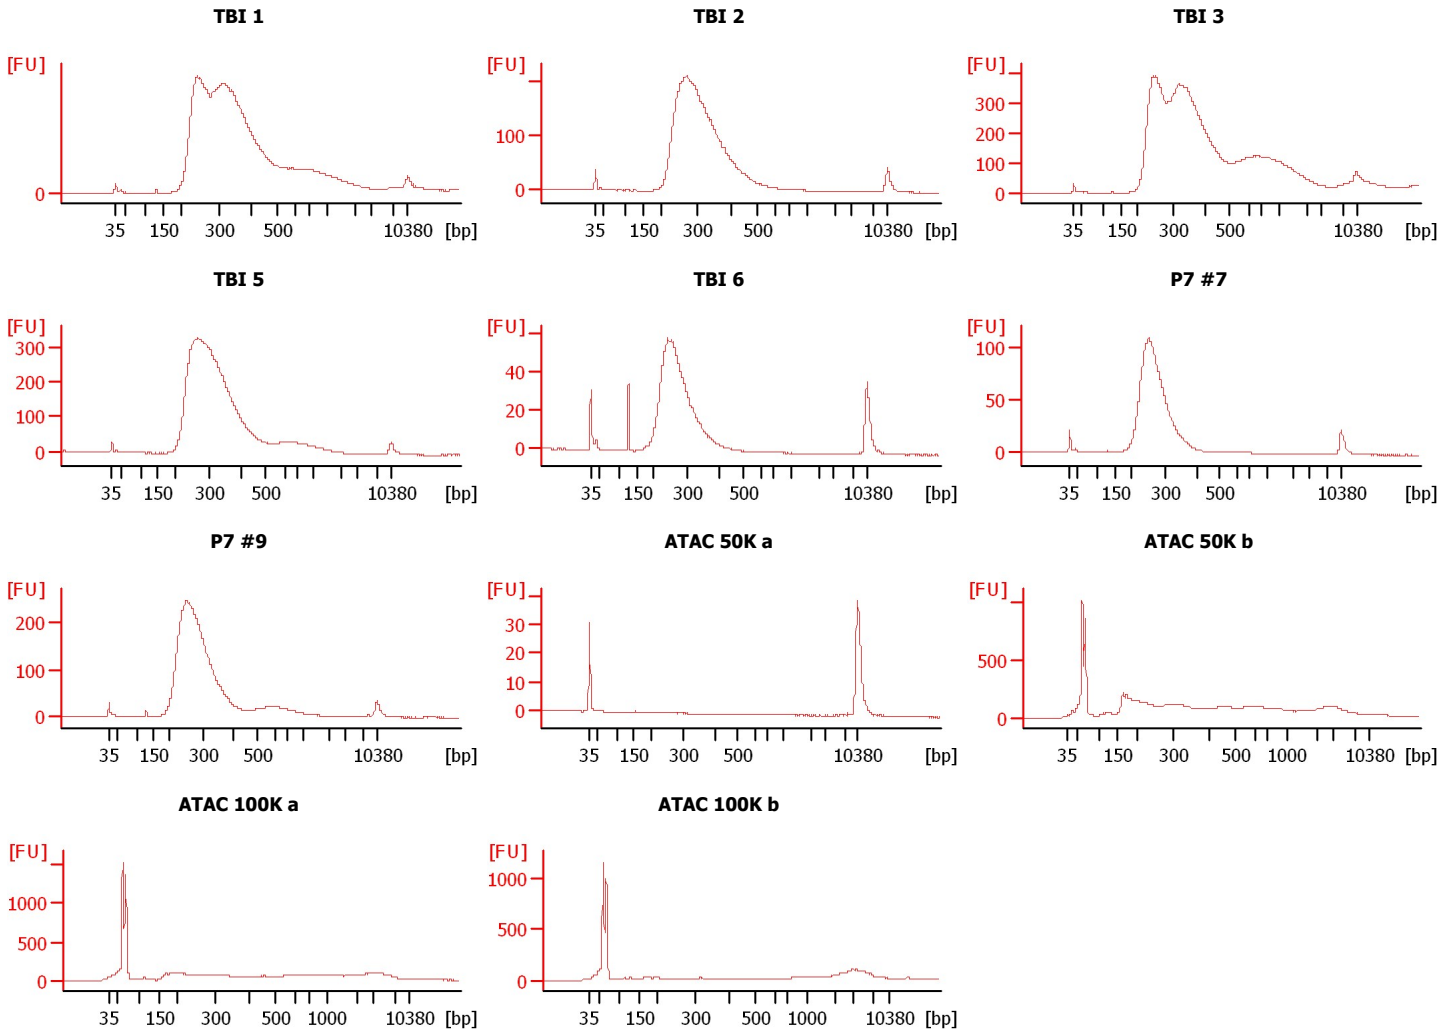 TBI 1
[FU]
0
35 150 300 500 10380 [bp]
TBI 2
[FU]
100
0
35 150 300 500 10380 [bp]
TBI 3
[FU]
300
200
100
0
35 150 300 500 10380 [bp]
TBI 5
[FU]
300
200
100
0
35 150 300 500 10380 [bp]
TBI 6
[FU]
40
20
0
35 150 300 500 10380 [bp]
P7 #7
[FU]
100
50
0
35 150 300 500 10380 [bp]
P7 #9
[FU]
200
100
0
35 150 300 500 10380 [bp]
ATAC 50K a
[FU]
30
20
10
0
35 150 300 500 10380 [bp]
ATAC 50K b
[FU]
500
0
35 150 300 500 1000 10380 [bp]
ATAC 100K a
[FU]
1000
500
0
35 150 300 500 1000 10380 [bp]
ATAC 100K b
[FU]
1000
500
0
35 150 300 500 1000 10380 [bp]